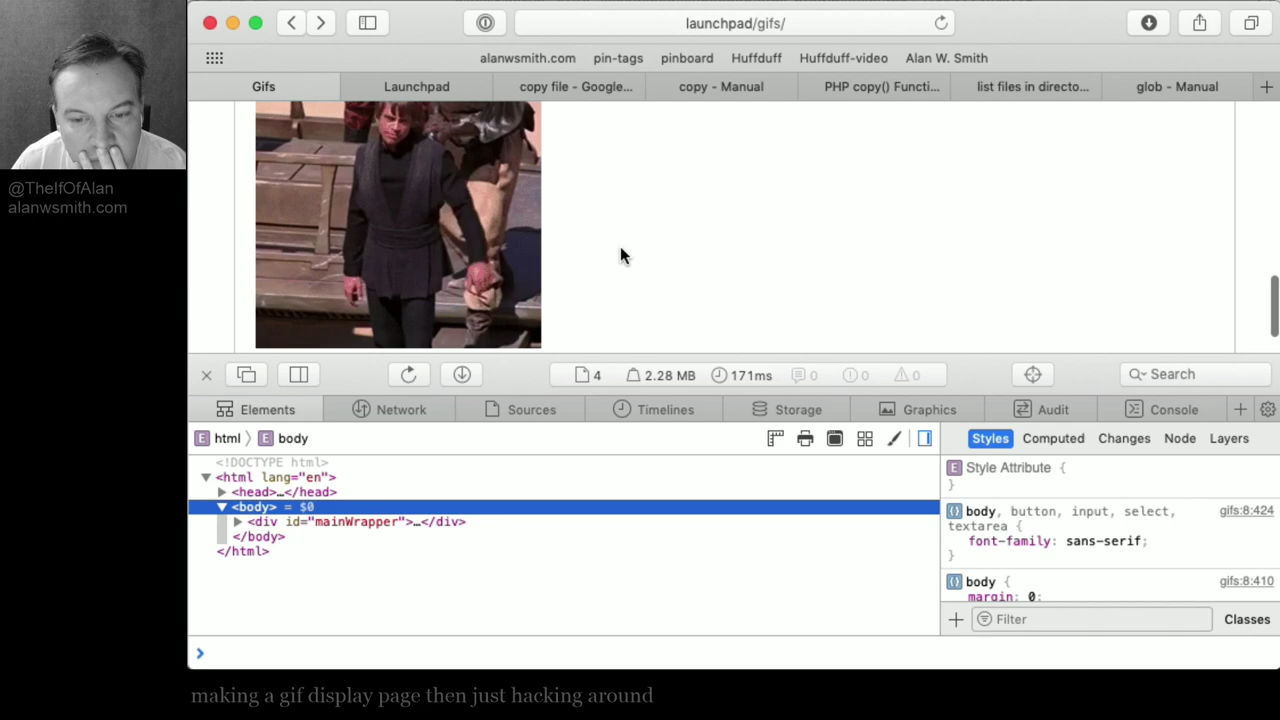 launchpad/gifs/
alanwsmith.com pin-tags pinboard Huffduff Huffduff-video Alan W. Smith
Gifs Launchpad copy file - Google... copy - Manual PHP copy() Functi... list files in directo... glob - Manual
@TheIfOfAlan
alanwsmith.com
4 2.28 MB 171ms 0 0 0 Search
Elements Network Sources Timelines Storage Graphics Audit Console
E html E body
Styles Computed Changes Node Layers
<!DOCTYPE html>
<html lang="en">
<head>…</head>
<body> = $0
<div id="mainWrapper">…</div>
</body>
</html>
E Style Attribute {
}
body, button, input, select, gifs:8:424
textarea {
font-family: sans-serif;
}
body { gifs:8:410
margin: 0;
Filter Classes
making a gif display page then just hacking around